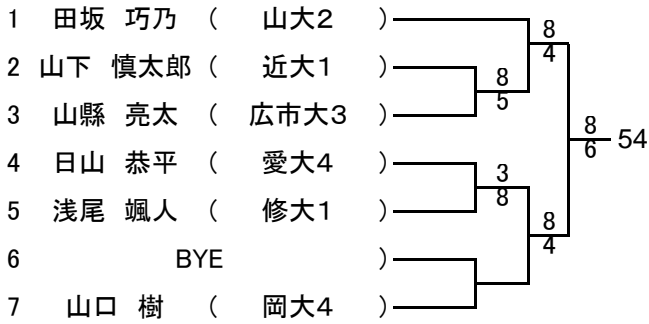 1 田坂 巧乃 ( 山大2 )
8
4
2 山下 慎太郎 ( 近大1 )
8
5
3 山縣 亮太 ( 広市大3 )
8
6
54
4 日山 恭平 ( 愛大4 )
3
8
5 浅尾 颯人 ( 修大1 )
8
4
6 BYE )
7 山口 樹 ( 岡大4 )